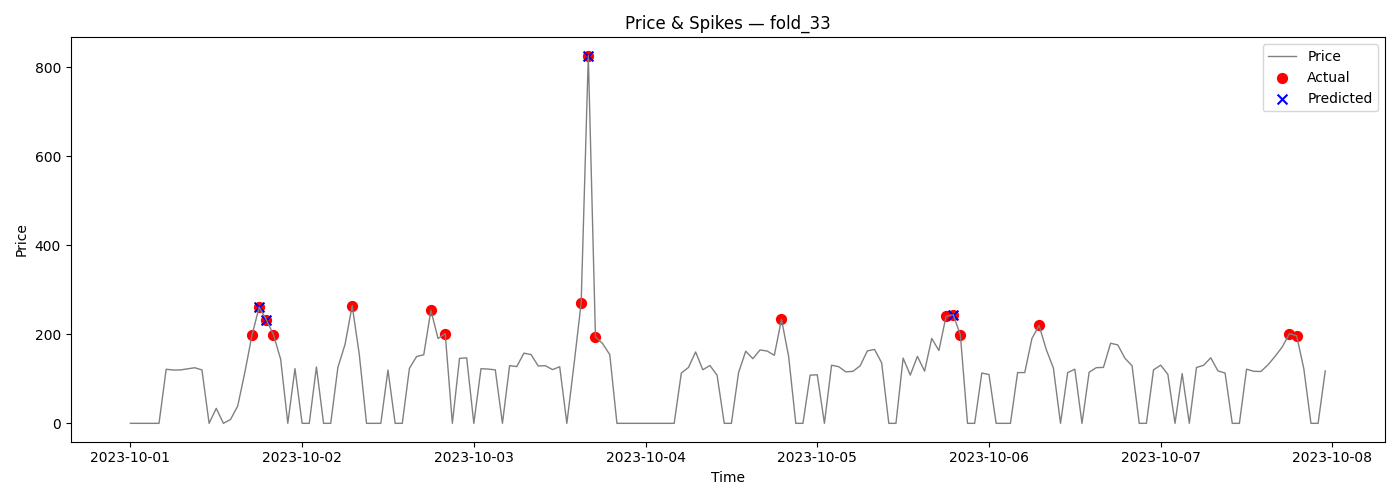 Price & Spikes — fold_33
Price
Actual
Predicted
800
600
400
200
0
Price
2023-10-01
2023-10-02
2023-10-03
2023-10-04
2023-10-05
2023-10-06
2023-10-07
2023-10-08
Time